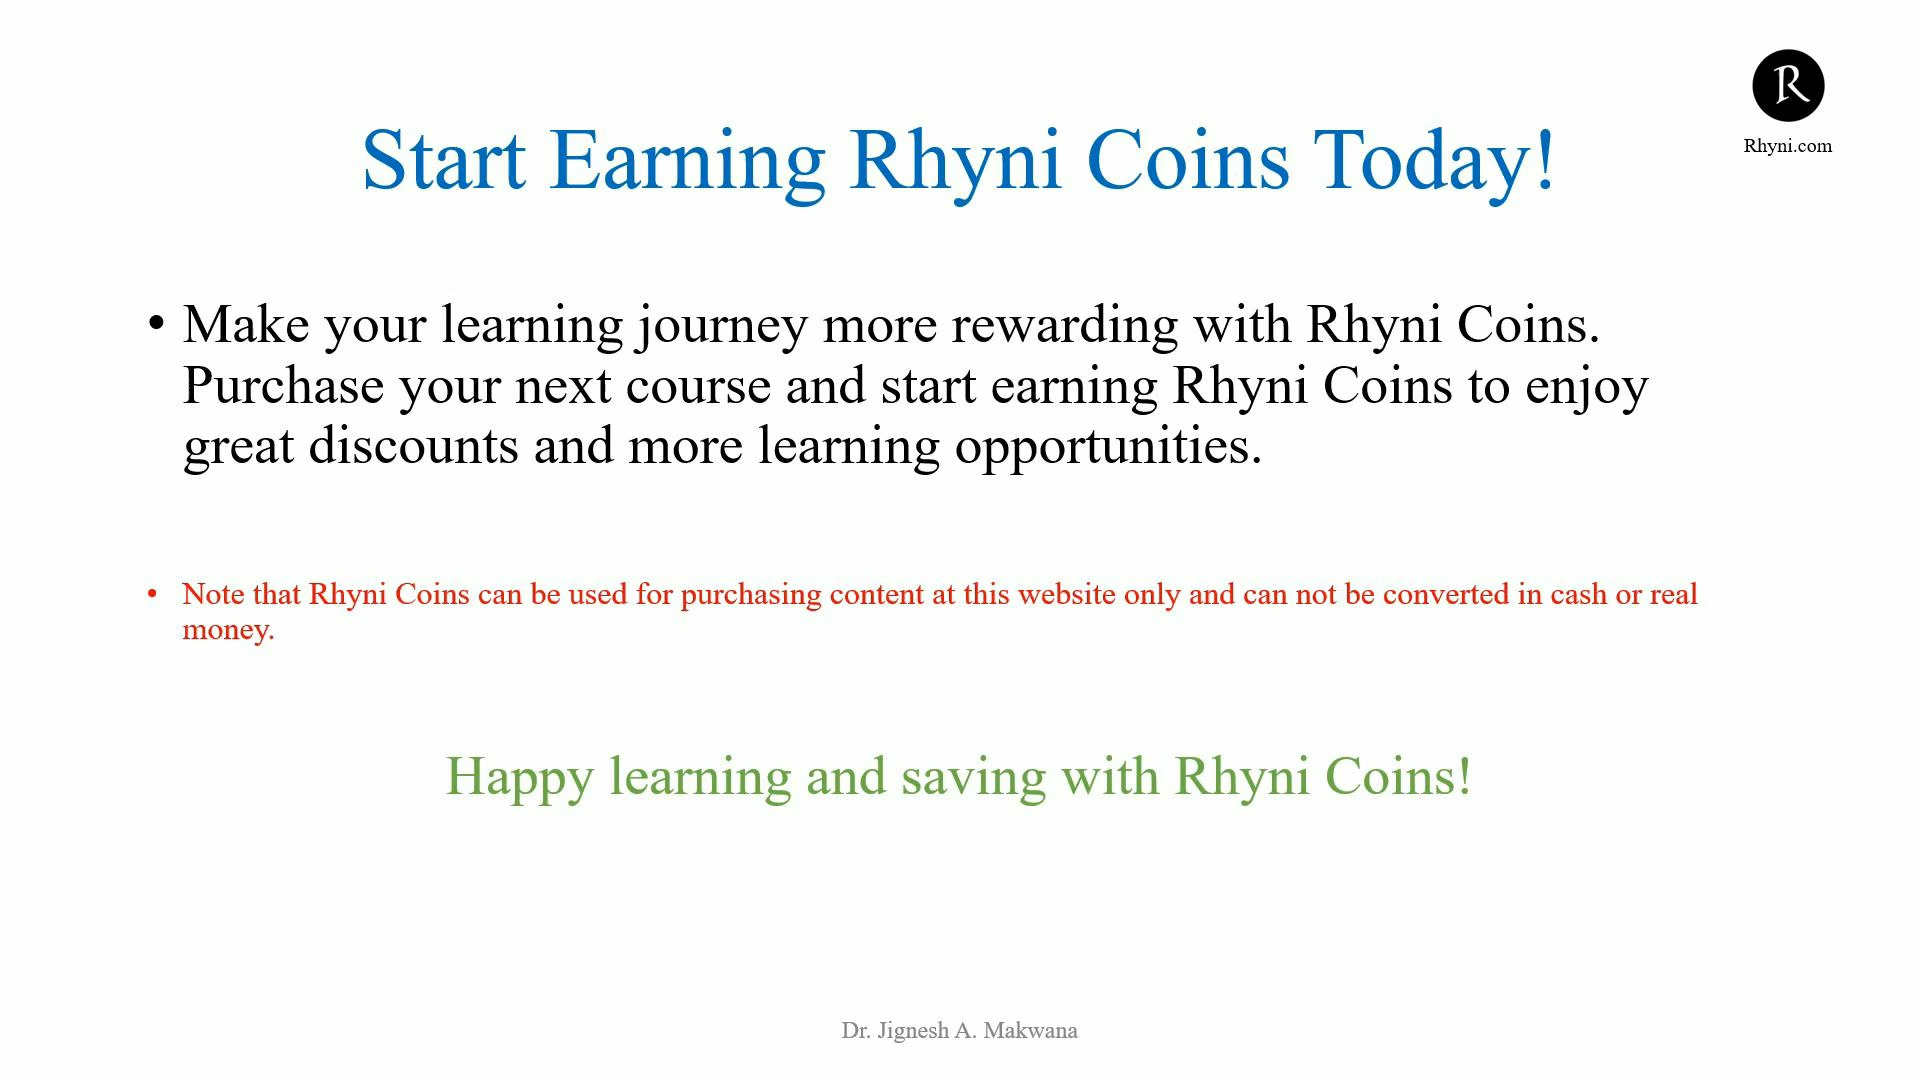 R
Rhyni.com
Start Earning Rhyni Coins Today!
• Make your learning journey more rewarding with Rhyni Coins.
Purchase your next course and start earning Rhyni Coins to enjoy
great discounts and more learning opportunities.
• Note that Rhyni Coins can be used for purchasing content at this website only and can not be converted in cash or real
money.
Happy learning and saving with Rhyni Coins!
Dr. Jignesh A. Makwana